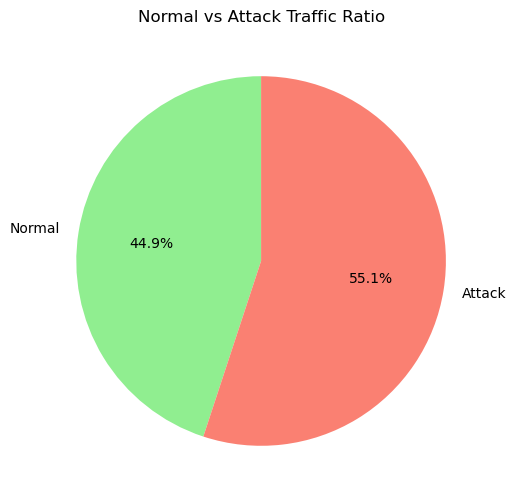 Normal vs Attack Traffic Ratio
Normal
44.9%
55.1%
Attack